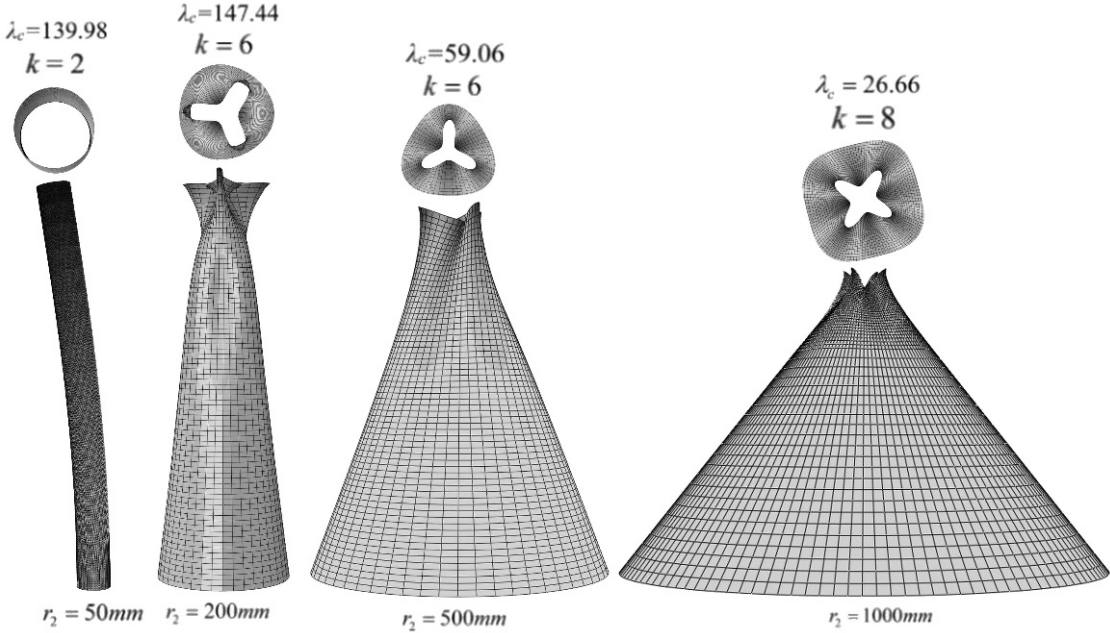 λc=139.98
k = 2
λc=147.44
k = 6
λc=59.06
k = 6
λc = 26.66
k = 8
r2 = 50mm
r2 = 200mm
r2 = 500mm
r2 = 1000mm